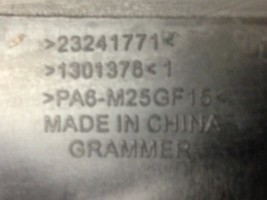 >23241771<
>1301376<1
>PA6-M25GF15<
MADE IN CHINA
GRAMMER